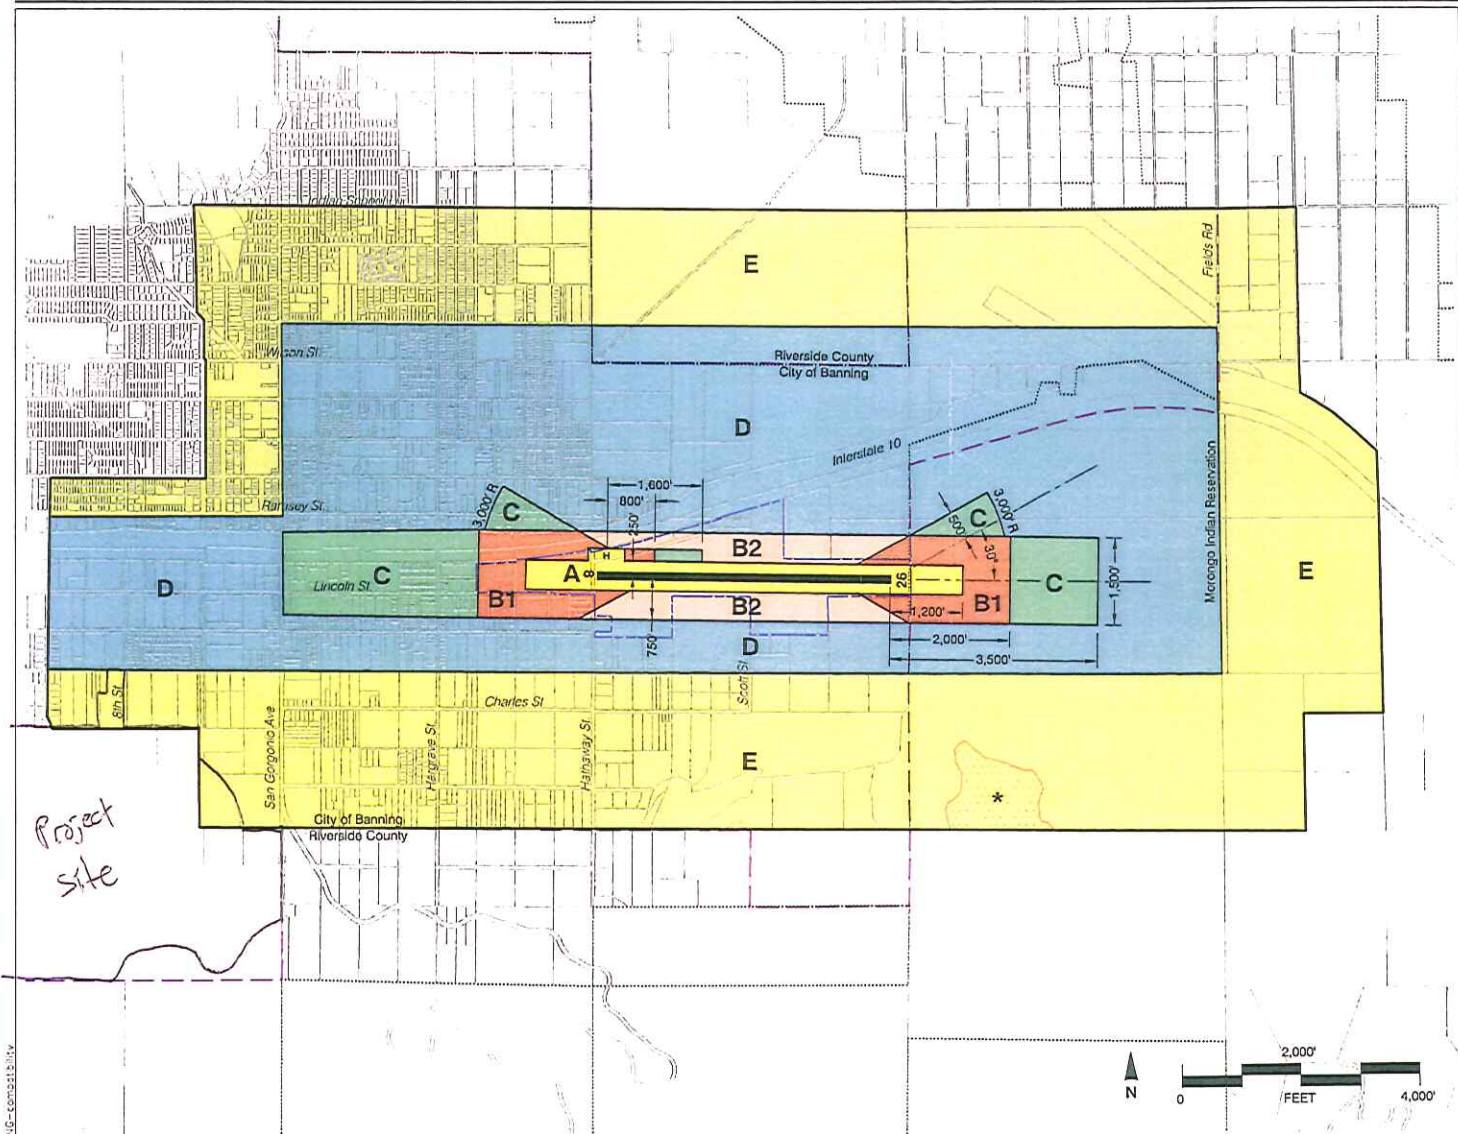 Indian School Ln
E
Fields Rd
Wilson St.
Riverside County
City of Banning
D
Interstate 10
Morongo Indian Reservation
Ramsey St.
1,600'
800'
250'
3,000' R
C
C
3,000' R
500'
30°
B2
H
D
C
Lincoln St.
A
8
26
B1
B2
B1
C
1,500'
E
1,200'
2,000'
3,500'
750'
D
8th St.
San Gorgonio Ave
Charles St
Hargrave St.
Hathaway St.
Scott St
E
*
City of Banning
Riverside County
Project
site
N
2,000'
0
FEET
4,000'